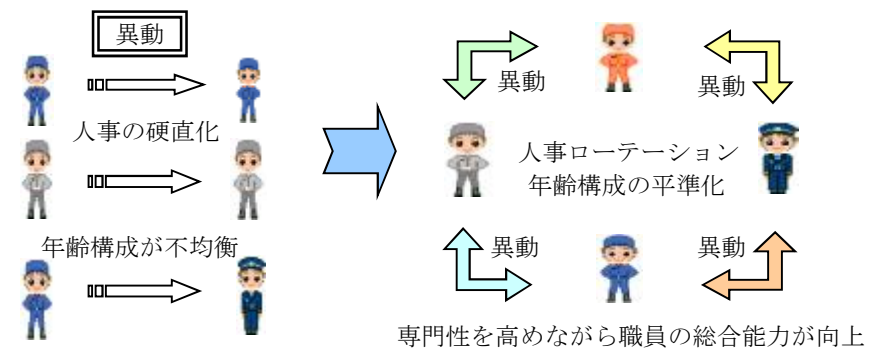 異動
人事の硬直化
年齢構成が不均衡
異動
異動
人事ローテーション
年齢構成の平準化
異動
異動
専門性を高めながら職員の総合能力が向上